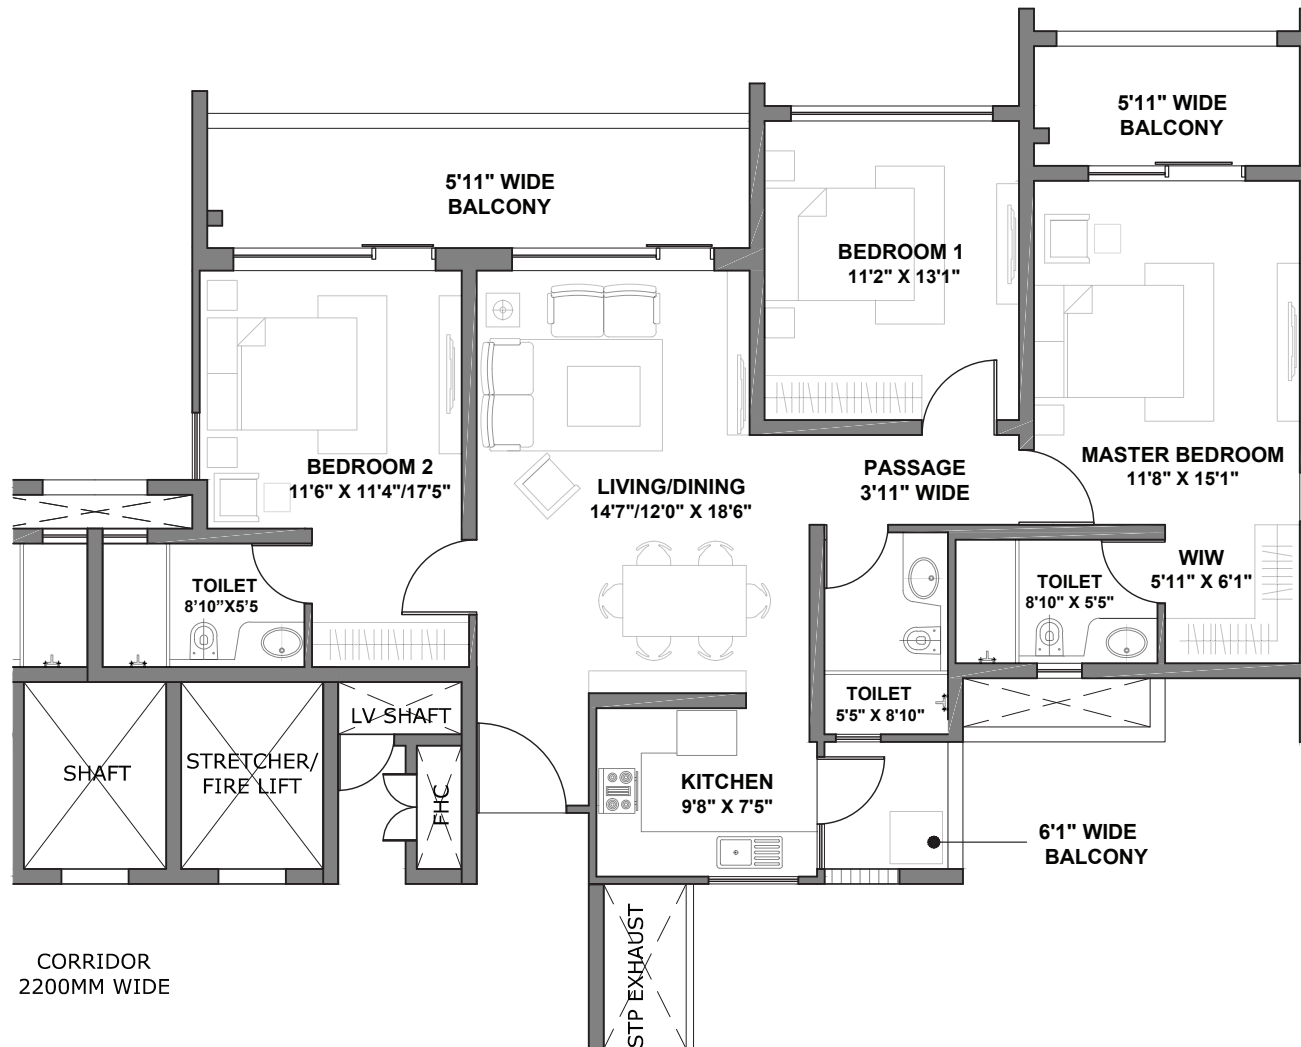 5'11" WIDE
BALCONY
5'11" WIDE
BALCONY
BEDROOM 1
11'2" X 13'1"
BEDROOM 2
11'6" X 11'4"/17'5"
LIVING/DINING
14'7"/12'0" X 18'6"
PASSAGE
3'11" WIDE
MASTER BEDROOM
11'8" X 15'1"
TOILET
8'10”X5'5
WIW
5'11" X 6'1"
TOILET
8'10" X 5'5"
TOILET
5'5" X 8'10"
LV SHAFT
SHAFT
STRETCHER/
FIRE LIFT
FHC
KITCHEN
9'8" X 7'5"
6'1" WIDE
BALCONY
STP EXHAUST
CORRIDOR
2200MM WIDE